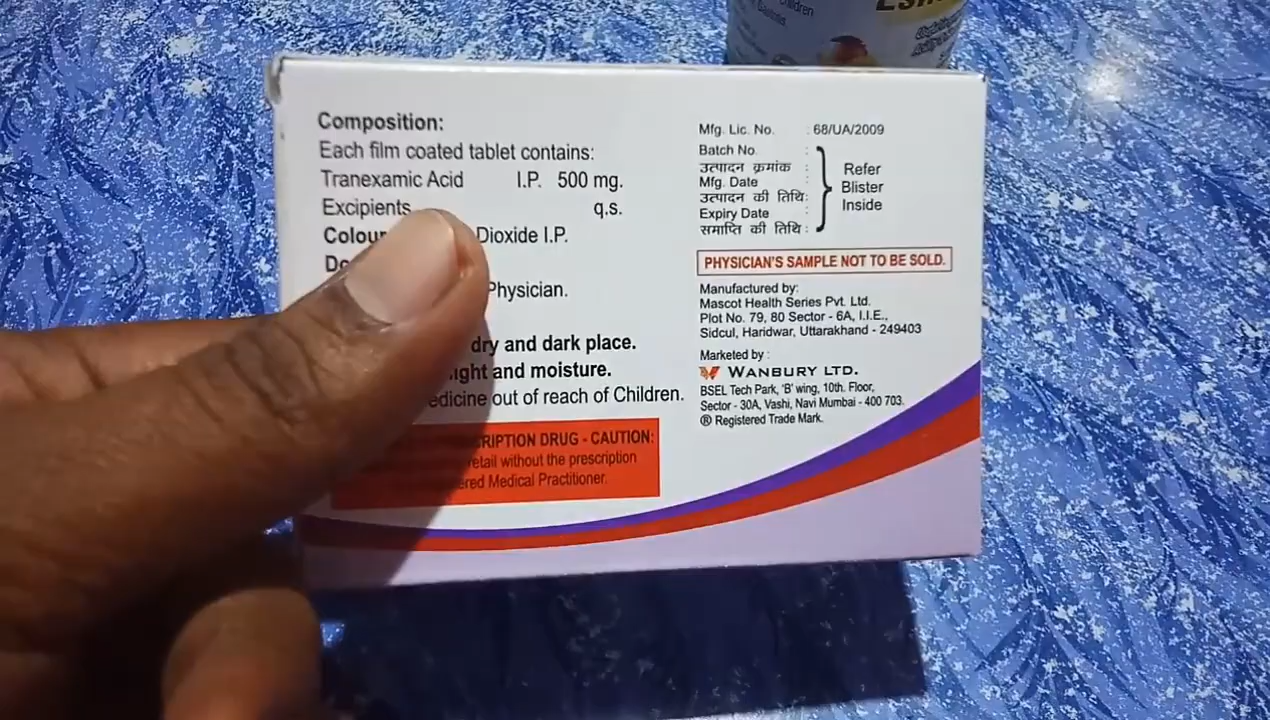 Composition:
Each film coated tablet contains:
Tranexamic Acid I.P. 500 mg.
Excipients q.s.
Colour Dioxide I.P.
Physician.
dry and dark place.
light and moisture.
medicine out of reach of Children.
DRUG - CAUTION:
retail without the prescription
Medical Practitioner.
Mfg. Lic. No. : 68/UA/2009
Batch No. :
उत्पादन क्रमांक :
Mfg. Date :
उत्पादन की तिथि :
Expiry Date :
समाप्ति की तिथि :
Refer
Blister
Inside
PHYSICIAN'S SAMPLE NOT TO BE SOLD.
Manufactured by:
Mascot Health Series Pvt. Ltd.
Plot No. 79, 80 Sector - 6A, I.I.E.,
Sidcul, Haridwar, Uttarakhand - 249403
Marketed by :
WANBURY LTD.
BSEL Tech Park, 'B' wing, 10th. Floor,
Sector - 30A, Vashi, Navi Mumbai - 400 703.
® Registered Trade Mark.